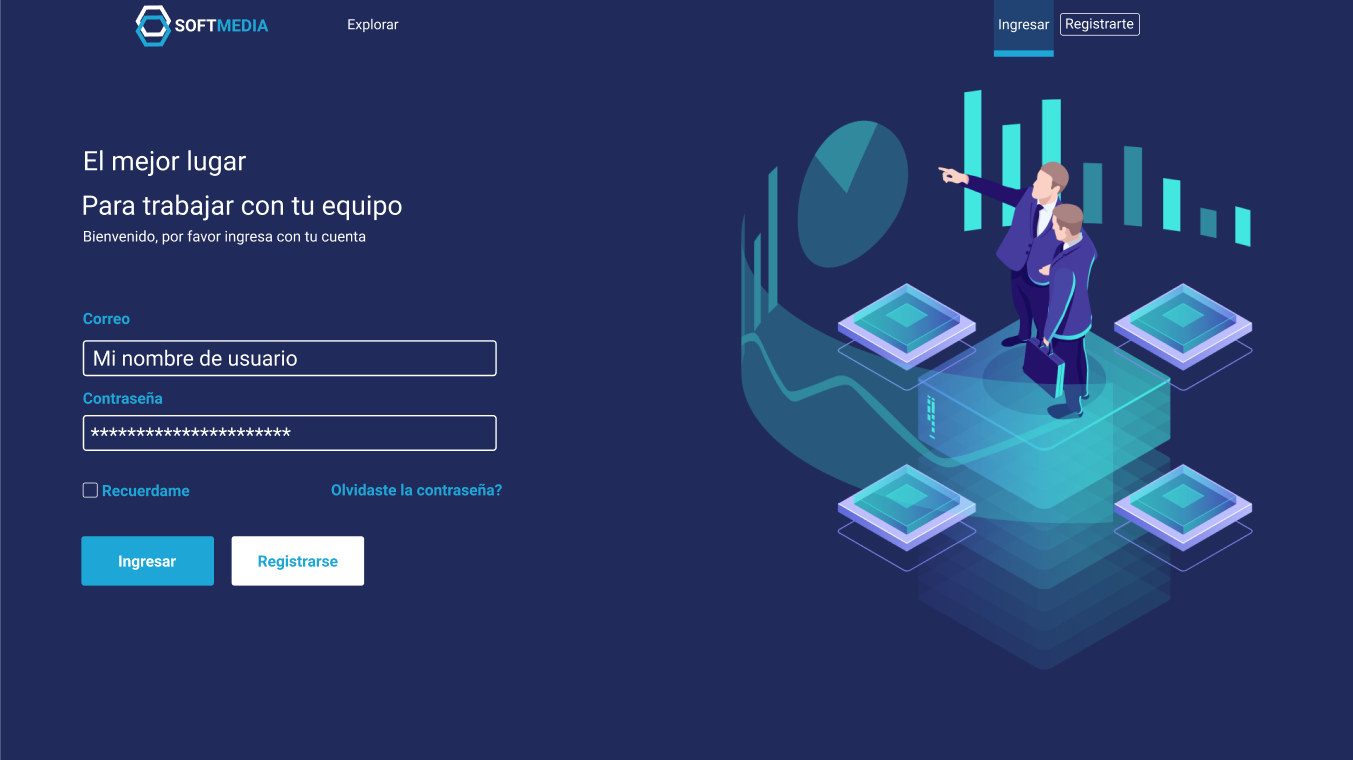 SOFTMEDIA
Explorar
Ingresar
Registrarte
El mejor lugar
Para trabajar con tu equipo
Bienvenido, por favor ingresa con tu cuenta
Correo
Mi nombre de usuario
Contraseña
**********************
Recuerdame
Olvidaste la contraseña?
Ingresar
Registrarse